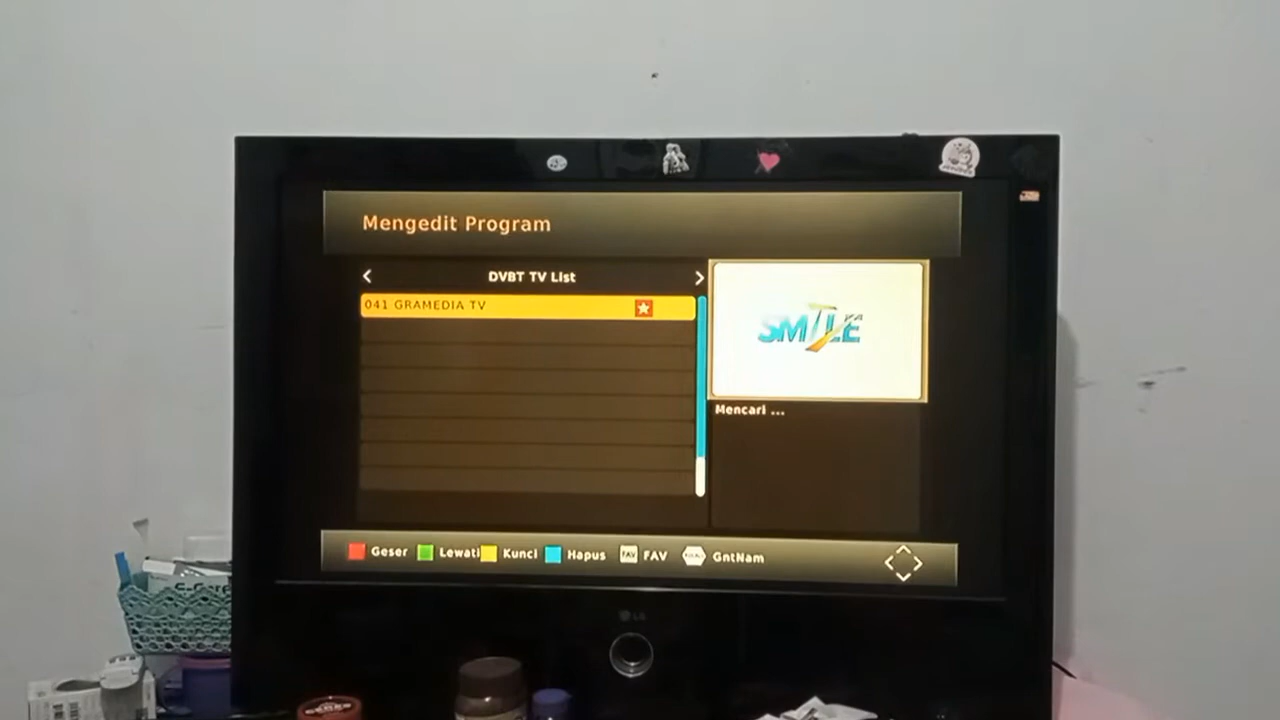 Mengedit Program
DVBT TV List
041 GRAMEDIA TV
SMILE
Mencari ...
Geser
Lewati
Kunci
Hapus
FAV
FAV
GntNam
LG